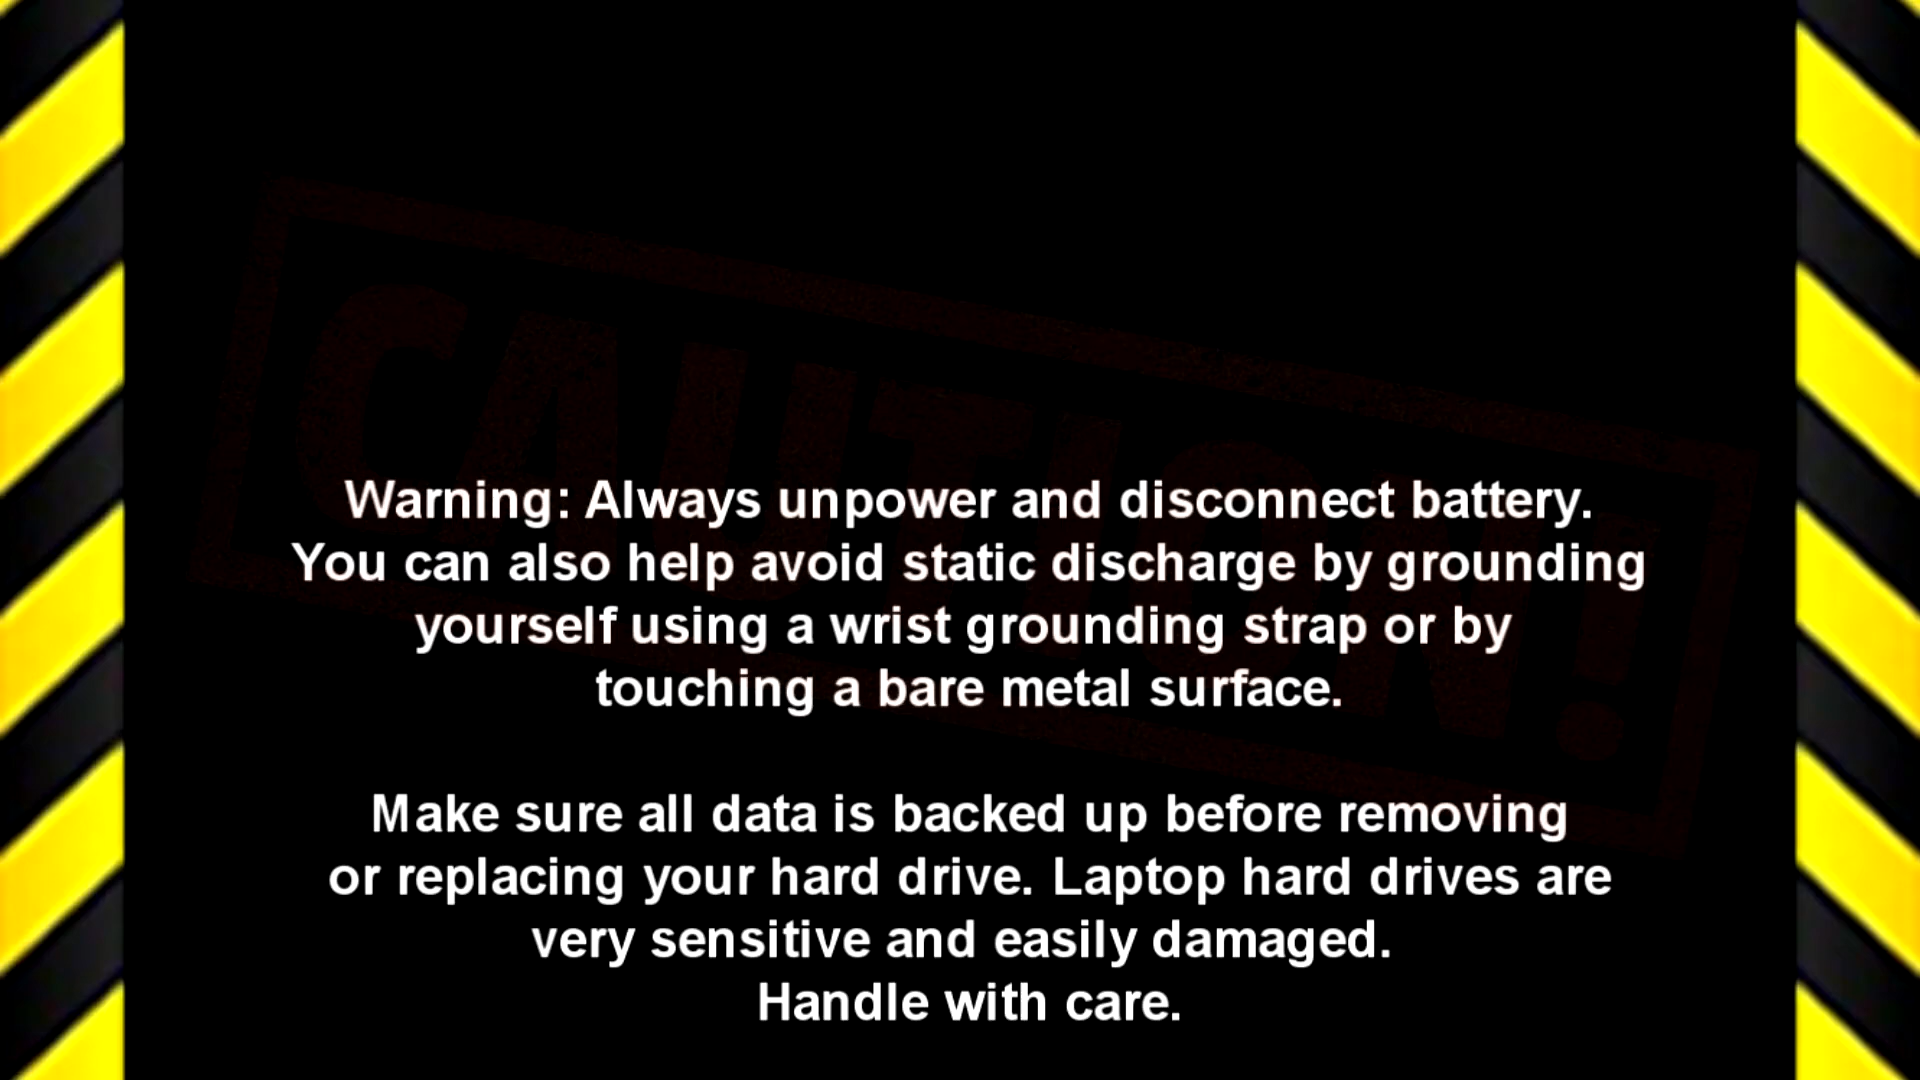 CAUTION!
Warning: Always unpower and disconnect battery.
You can also help avoid static discharge by grounding
yourself using a wrist grounding strap or by
touching a bare metal surface.
Make sure all data is backed up before removing
or replacing your hard drive. Laptop hard drives are
very sensitive and easily damaged.
Handle with care.